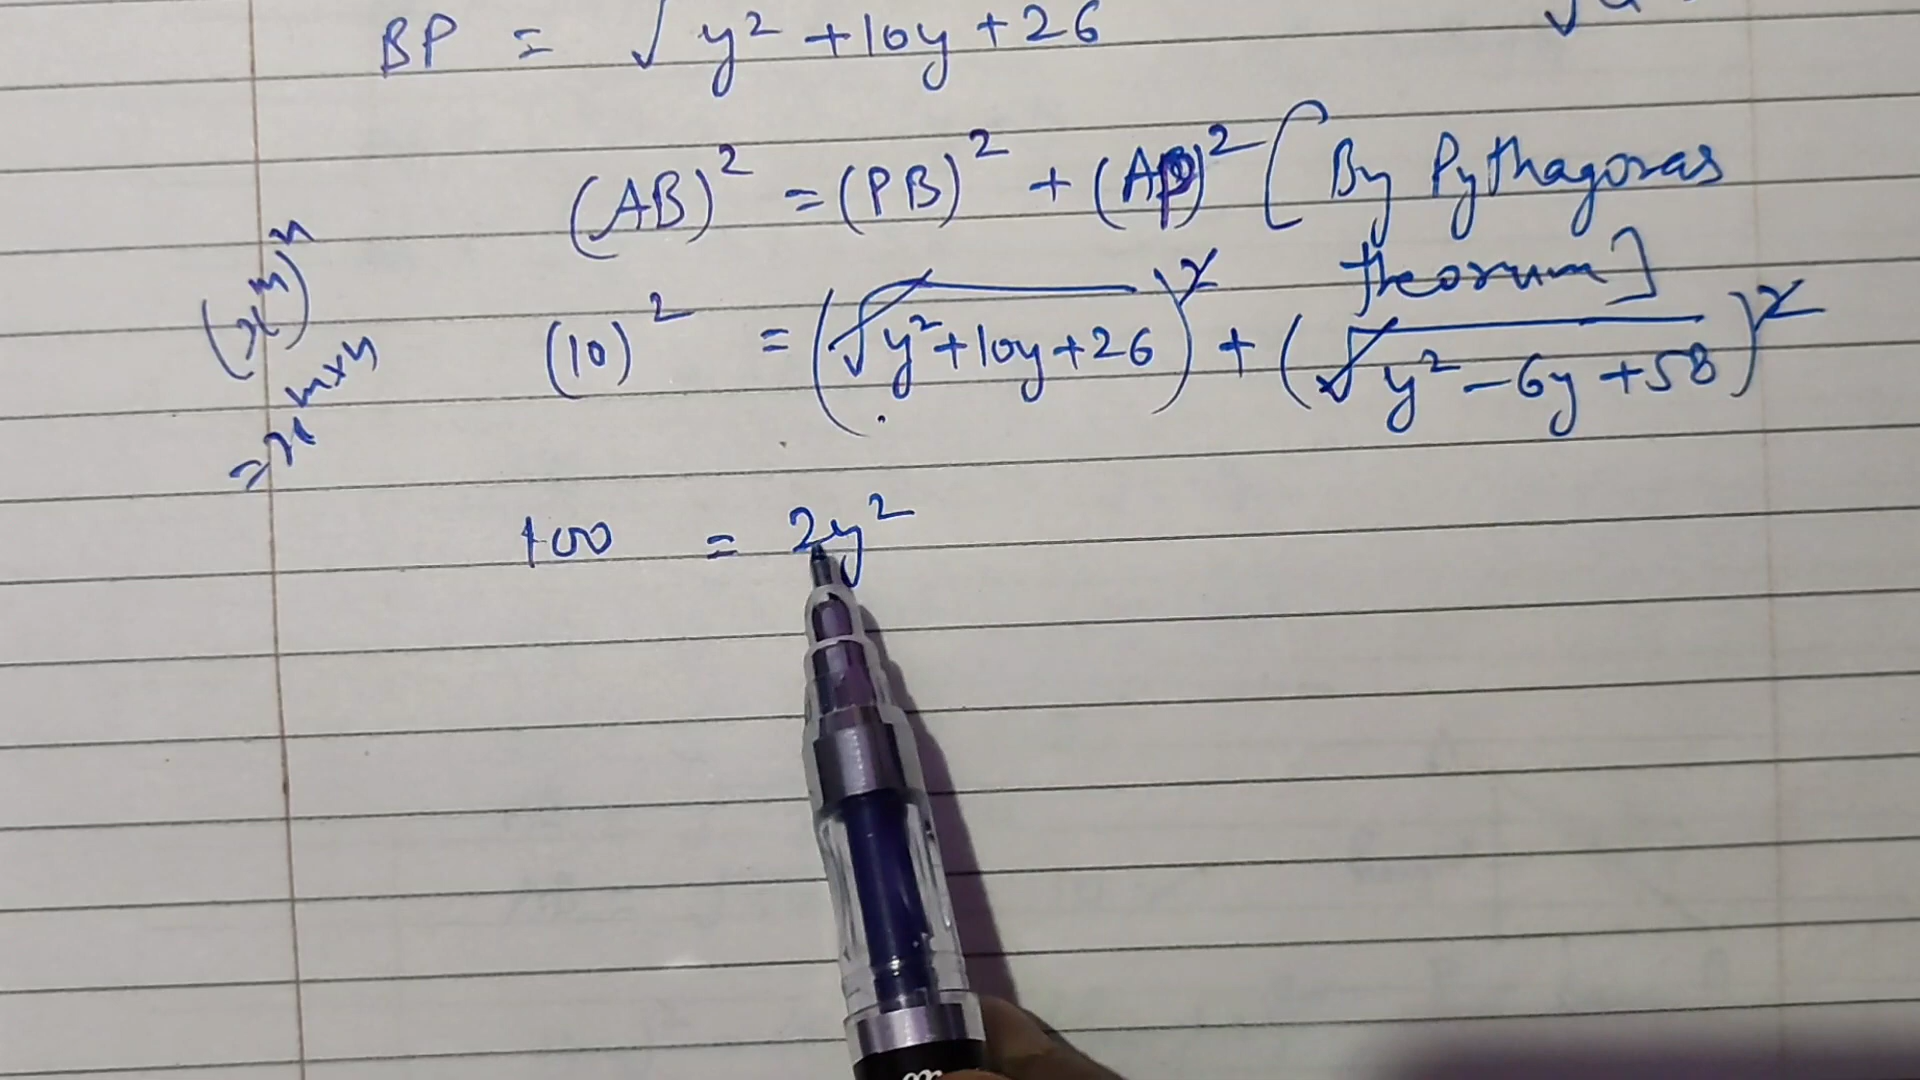 BP = √y² + 10y + 26
(AB)² = (PB)² + (AP)² [By Pythagoras
theorum]
(10)² = (√y² + 10y + 26)² + (√y² - 6y + 58)²
(x^m)^n
= x^m×n
100 = 2y²